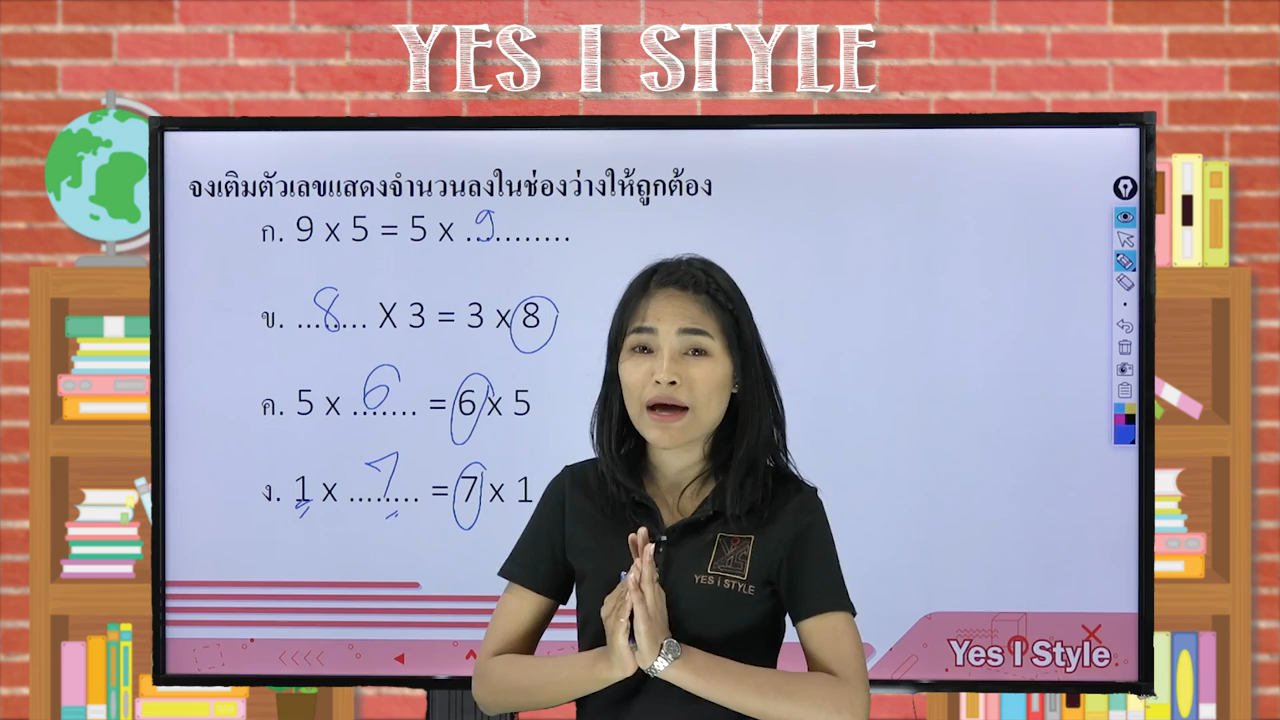 YES I STYLE
จงเติมตัวเลขแสดงจำนวนลงในช่องว่างให้ถูกต้อง
ก. 9 x 5 = 5 x ..9.........
ข. ...8..... X 3 = 3 x 8
ค. 5 x ...6.... = 6 x 5
ง. 1 x ....7.... = 7 x 1
YES I STYLE
Yes I Style